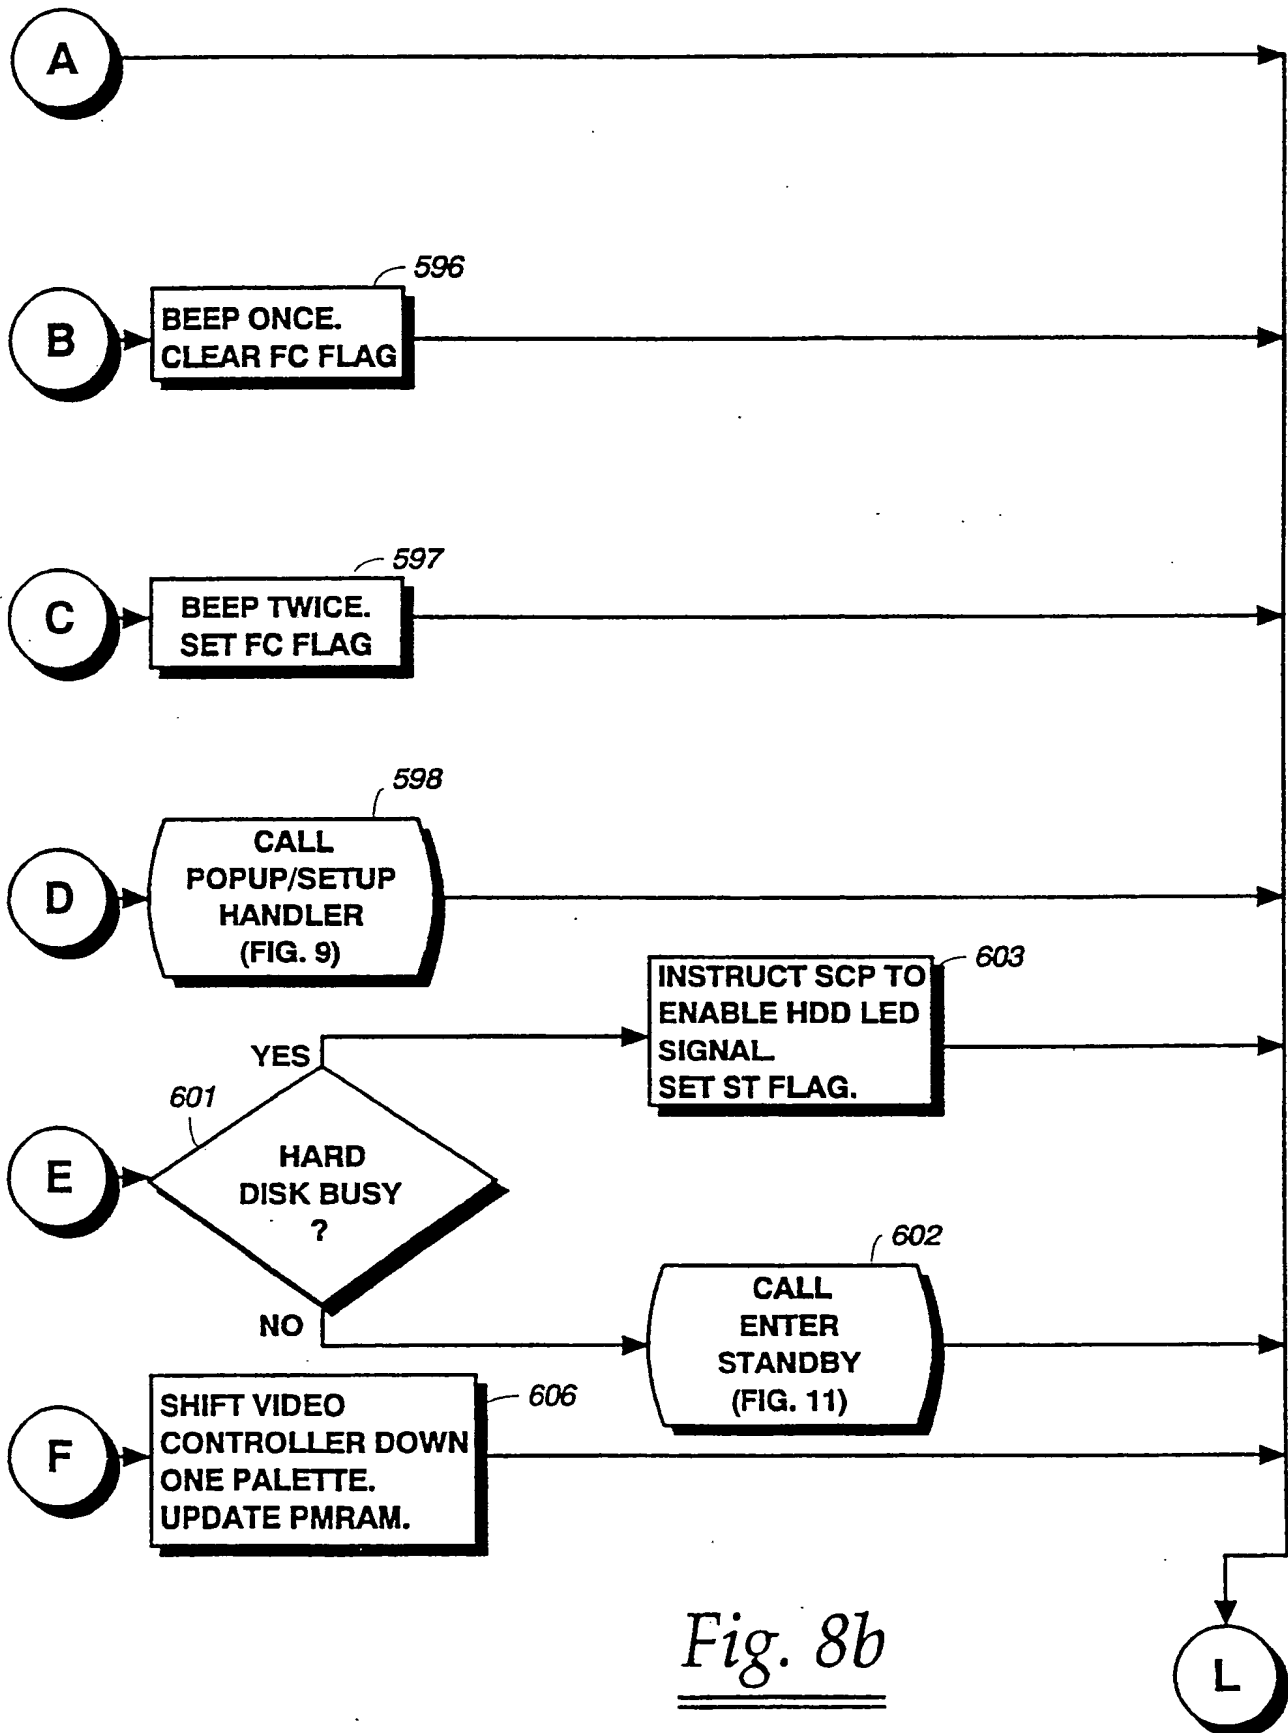 A
596
B
BEEP ONCE.
CLEAR FC FLAG
597
C
BEEP TWICE.
SET FC FLAG
598
D
CALL
POPUP/SETUP
HANDLER
(FIG. 9)
603
INSTRUCT SCP TO
ENABLE HDD LED
SIGNAL.
SET ST FLAG.
YES
601
E
HARD
DISK BUSY
?
NO
602
CALL
ENTER
STANDBY
(FIG. 11)
606
F
SHIFT VIDEO
CONTROLLER DOWN
ONE PALETTE.
UPDATE PMRAM.
Fig. 8b
L